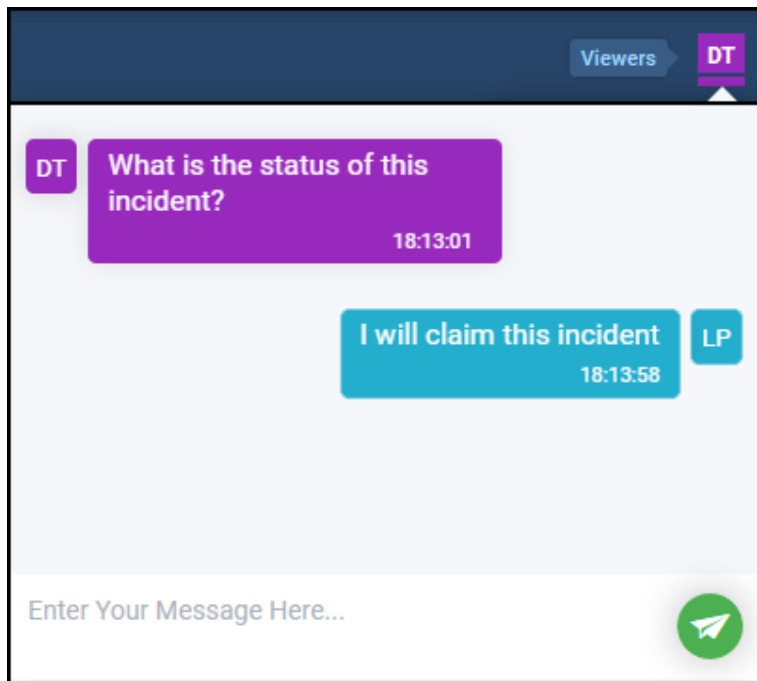 Viewers
DT
DT
What is the status of this
incident?
18:13:01
I will claim this incident
LP
18:13:58
Enter Your Message Here...